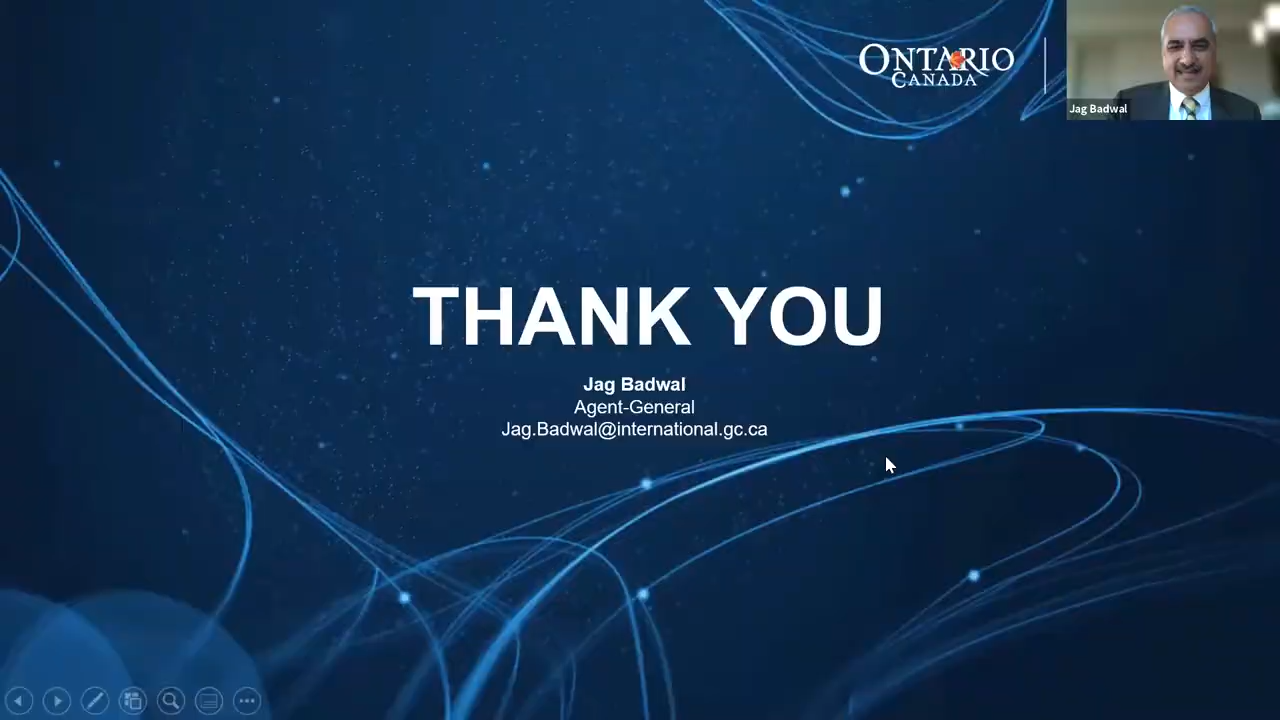 ONTARIO
CANADA
Jag Badwal
THANK YOU
Jag Badwal
Agent-General
Jag.Badwal@international.gc.ca